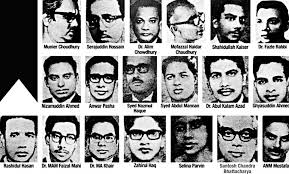 Munier Choudhury
Serajuddin Hossain
Dr. Alim Chowdhury
Mofazzal Haidar Chaudhury
Shahidullah Kaiser
Dr. Fazle Rabbi
Nizamuddin Ahmed
Anwar Pasha
Syed Nazmul Haque
Syed Abdul Mannan
Dr. Abul Kalam Azad
Ghyasuddin Ahmed
Rashidul Hasan
Dr. MAM Faizul Mahi
Dr. MA Khair
Zahirul Haq
Selina Parvin
Santosh Chandra Bhattacharya
ANM Mustafa